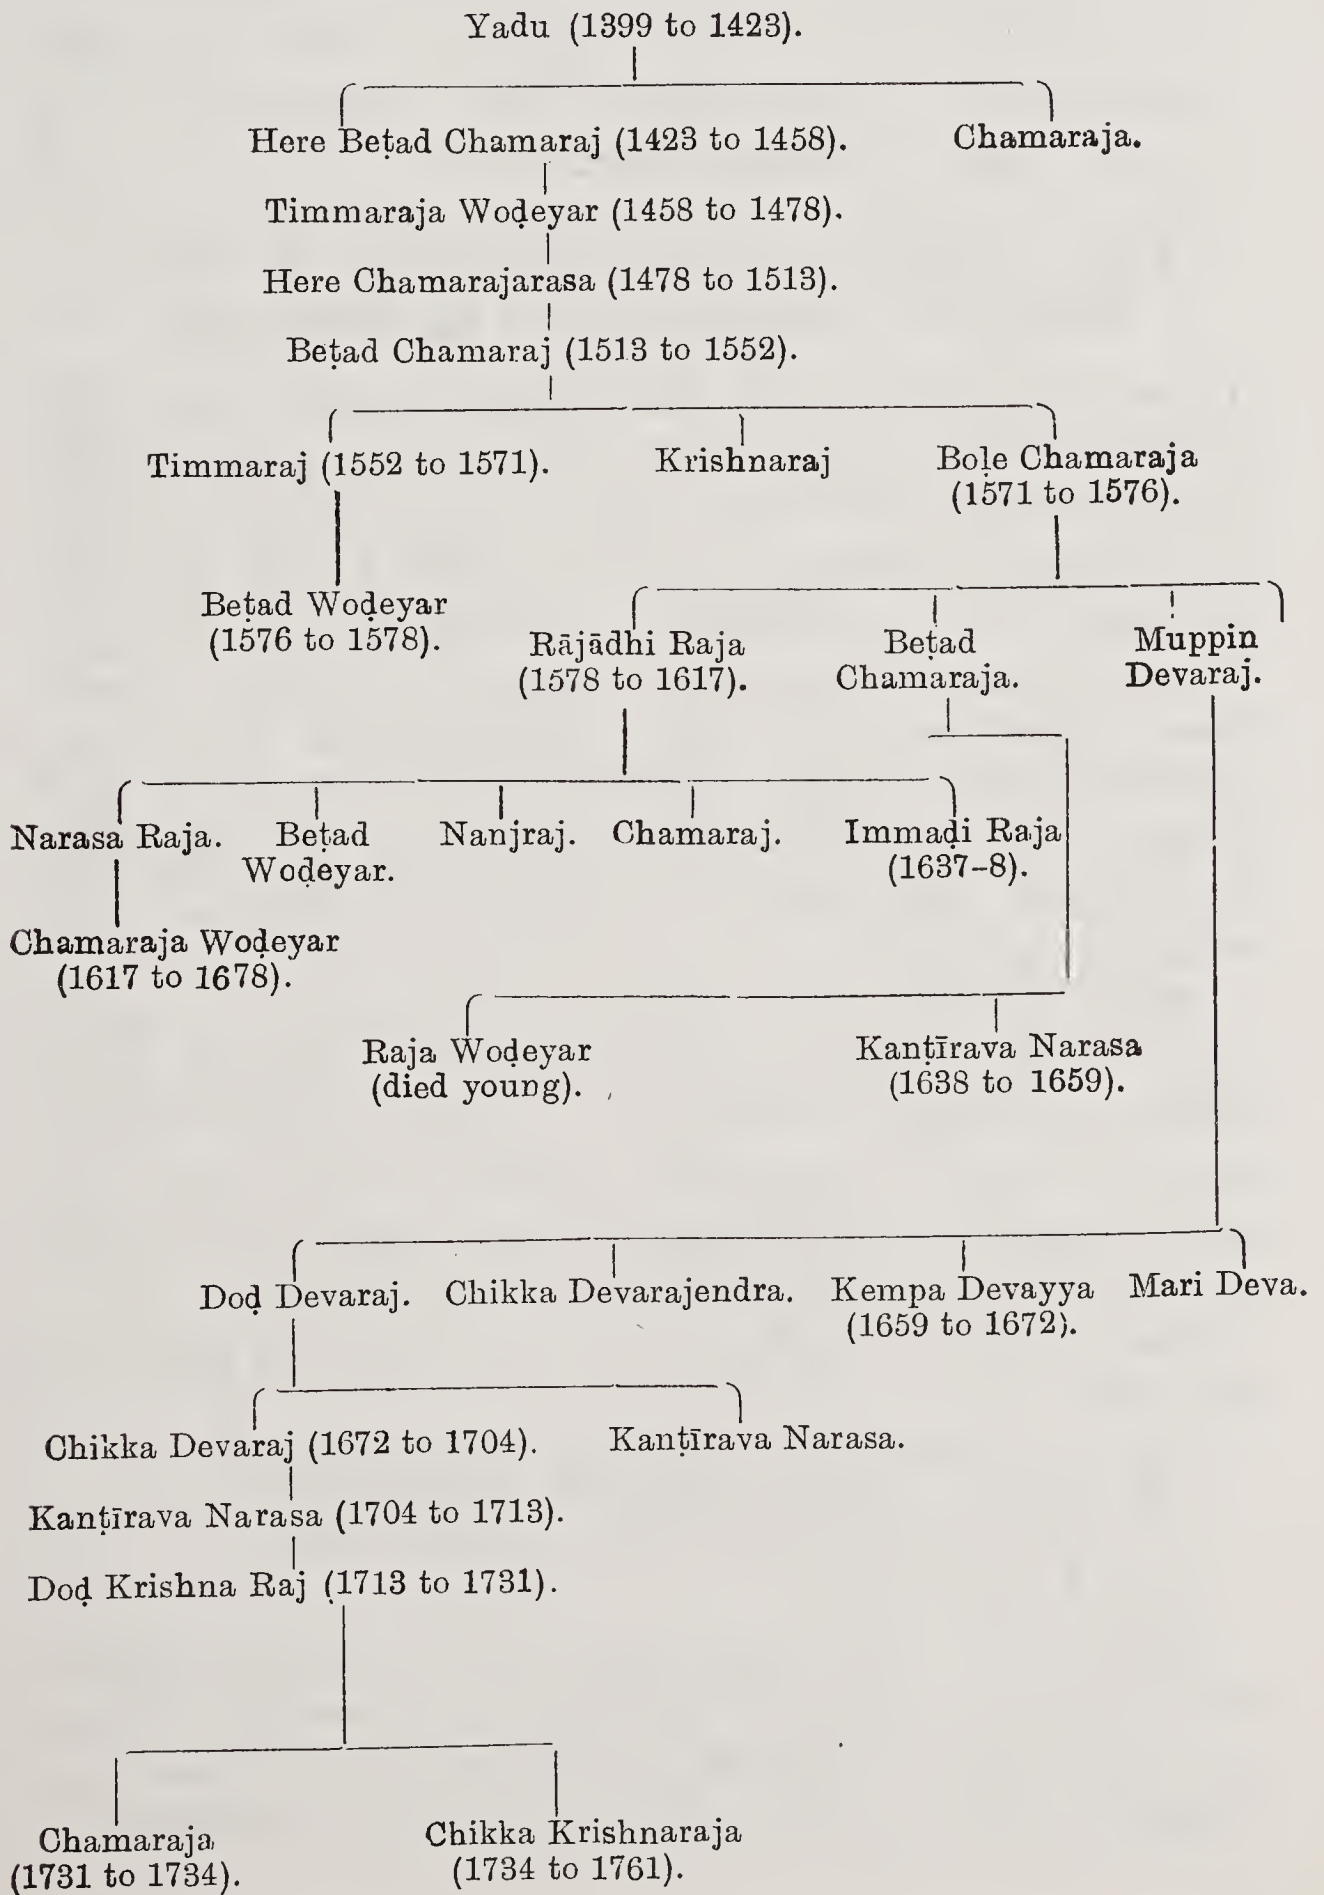 Yadu (1399 to 1423).
Here Beṭad Chamaraj (1423 to 1458). Chamaraja.
Timmaraja Woḍeyar (1458 to 1478).
Here Chamarajarasa (1478 to 1513).
Beṭad Chamaraj (1513 to 1552).
Timmaraj (1552 to 1571). Krishnaraj Boḷe Chamaraja
(1571 to 1576).
Beṭad Woḍeyar
(1576 to 1578).
Rājādhi Raja Beṭad Muppin
(1578 to 1617). Chamaraja. Devaraj.
Narasa Raja. Beṭad Nanjraj. Chamaraj. Immaḍi Raja
Woḍeyar. (1637–8).
Chamaraja Woḍeyar
(1617 to 1678).
Raja Woḍeyar Kanṭīrava Narasa
(died young). (1638 to 1659).
Doḍ Devaraj. Chikka Devarajendra. Kempa Devayya Mari Deva.
(1659 to 1672).
Chikka Devaraj (1672 to 1704). Kanṭīrava Narasa.
Kanṭīrava Narasa (1704 to 1713).
Doḍ Krishna Raj (1713 to 1731).
Chamaraja Chikka Krishnaraja
(1731 to 1734). (1734 to 1761).